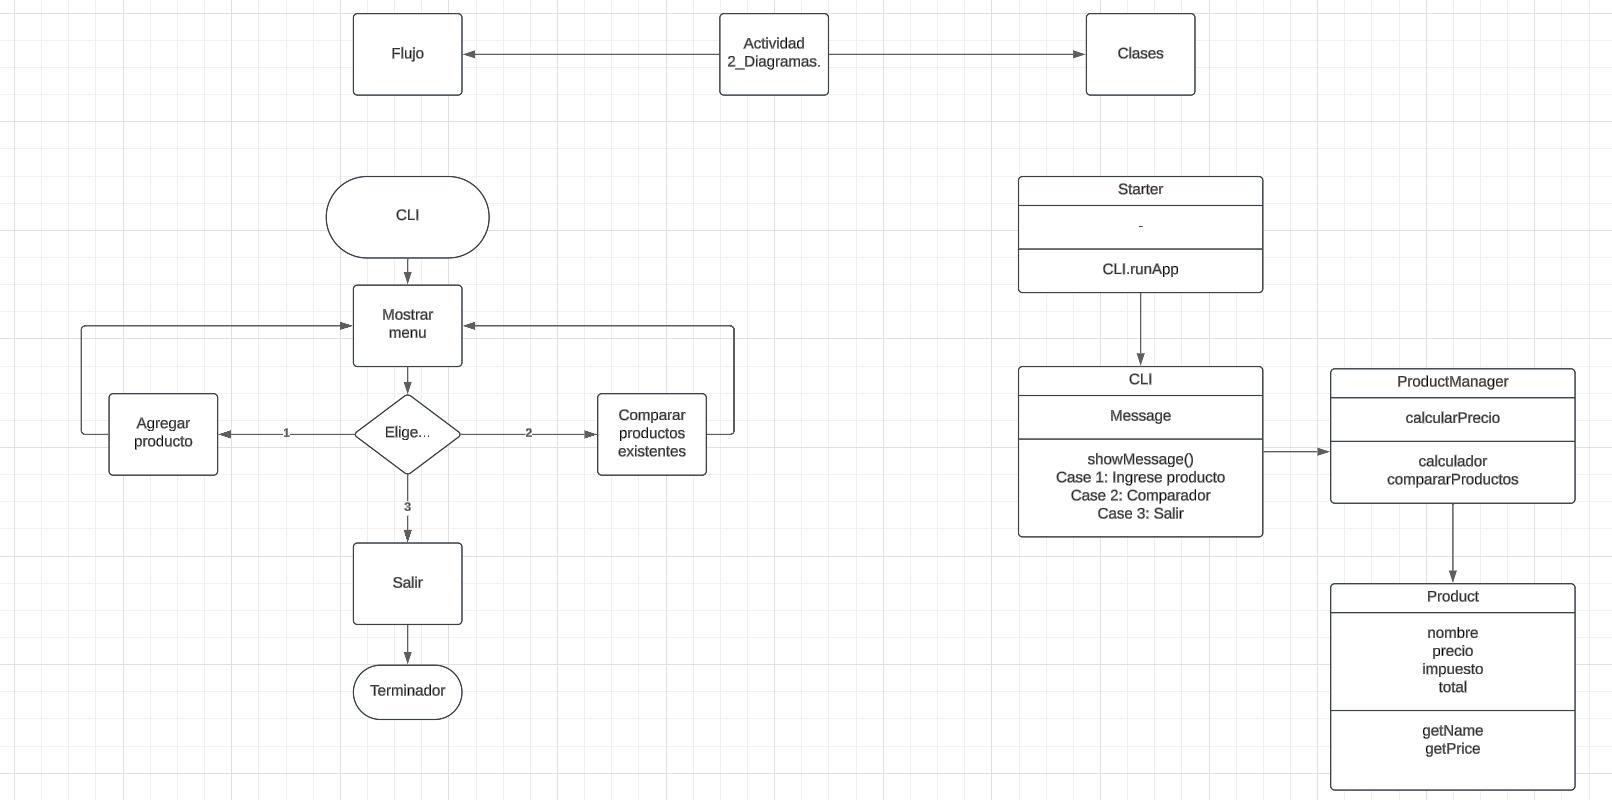 Flujo
Actividad
2_Diagramas.
Clases
CLI
Mostrar
menu
Agregar
producto
1
Elige...
2
Comparar
productos
existentes
3
Salir
Terminador
Starter
-
CLI.runApp
CLI
Message
showMessage()
Case 1: Ingrese producto
Case 2: Comparador
Case 3: Salir
ProductManager
calcularPrecio
calculador
compararProductos
Product
nombre
precio
impuesto
total
getName
getPrice